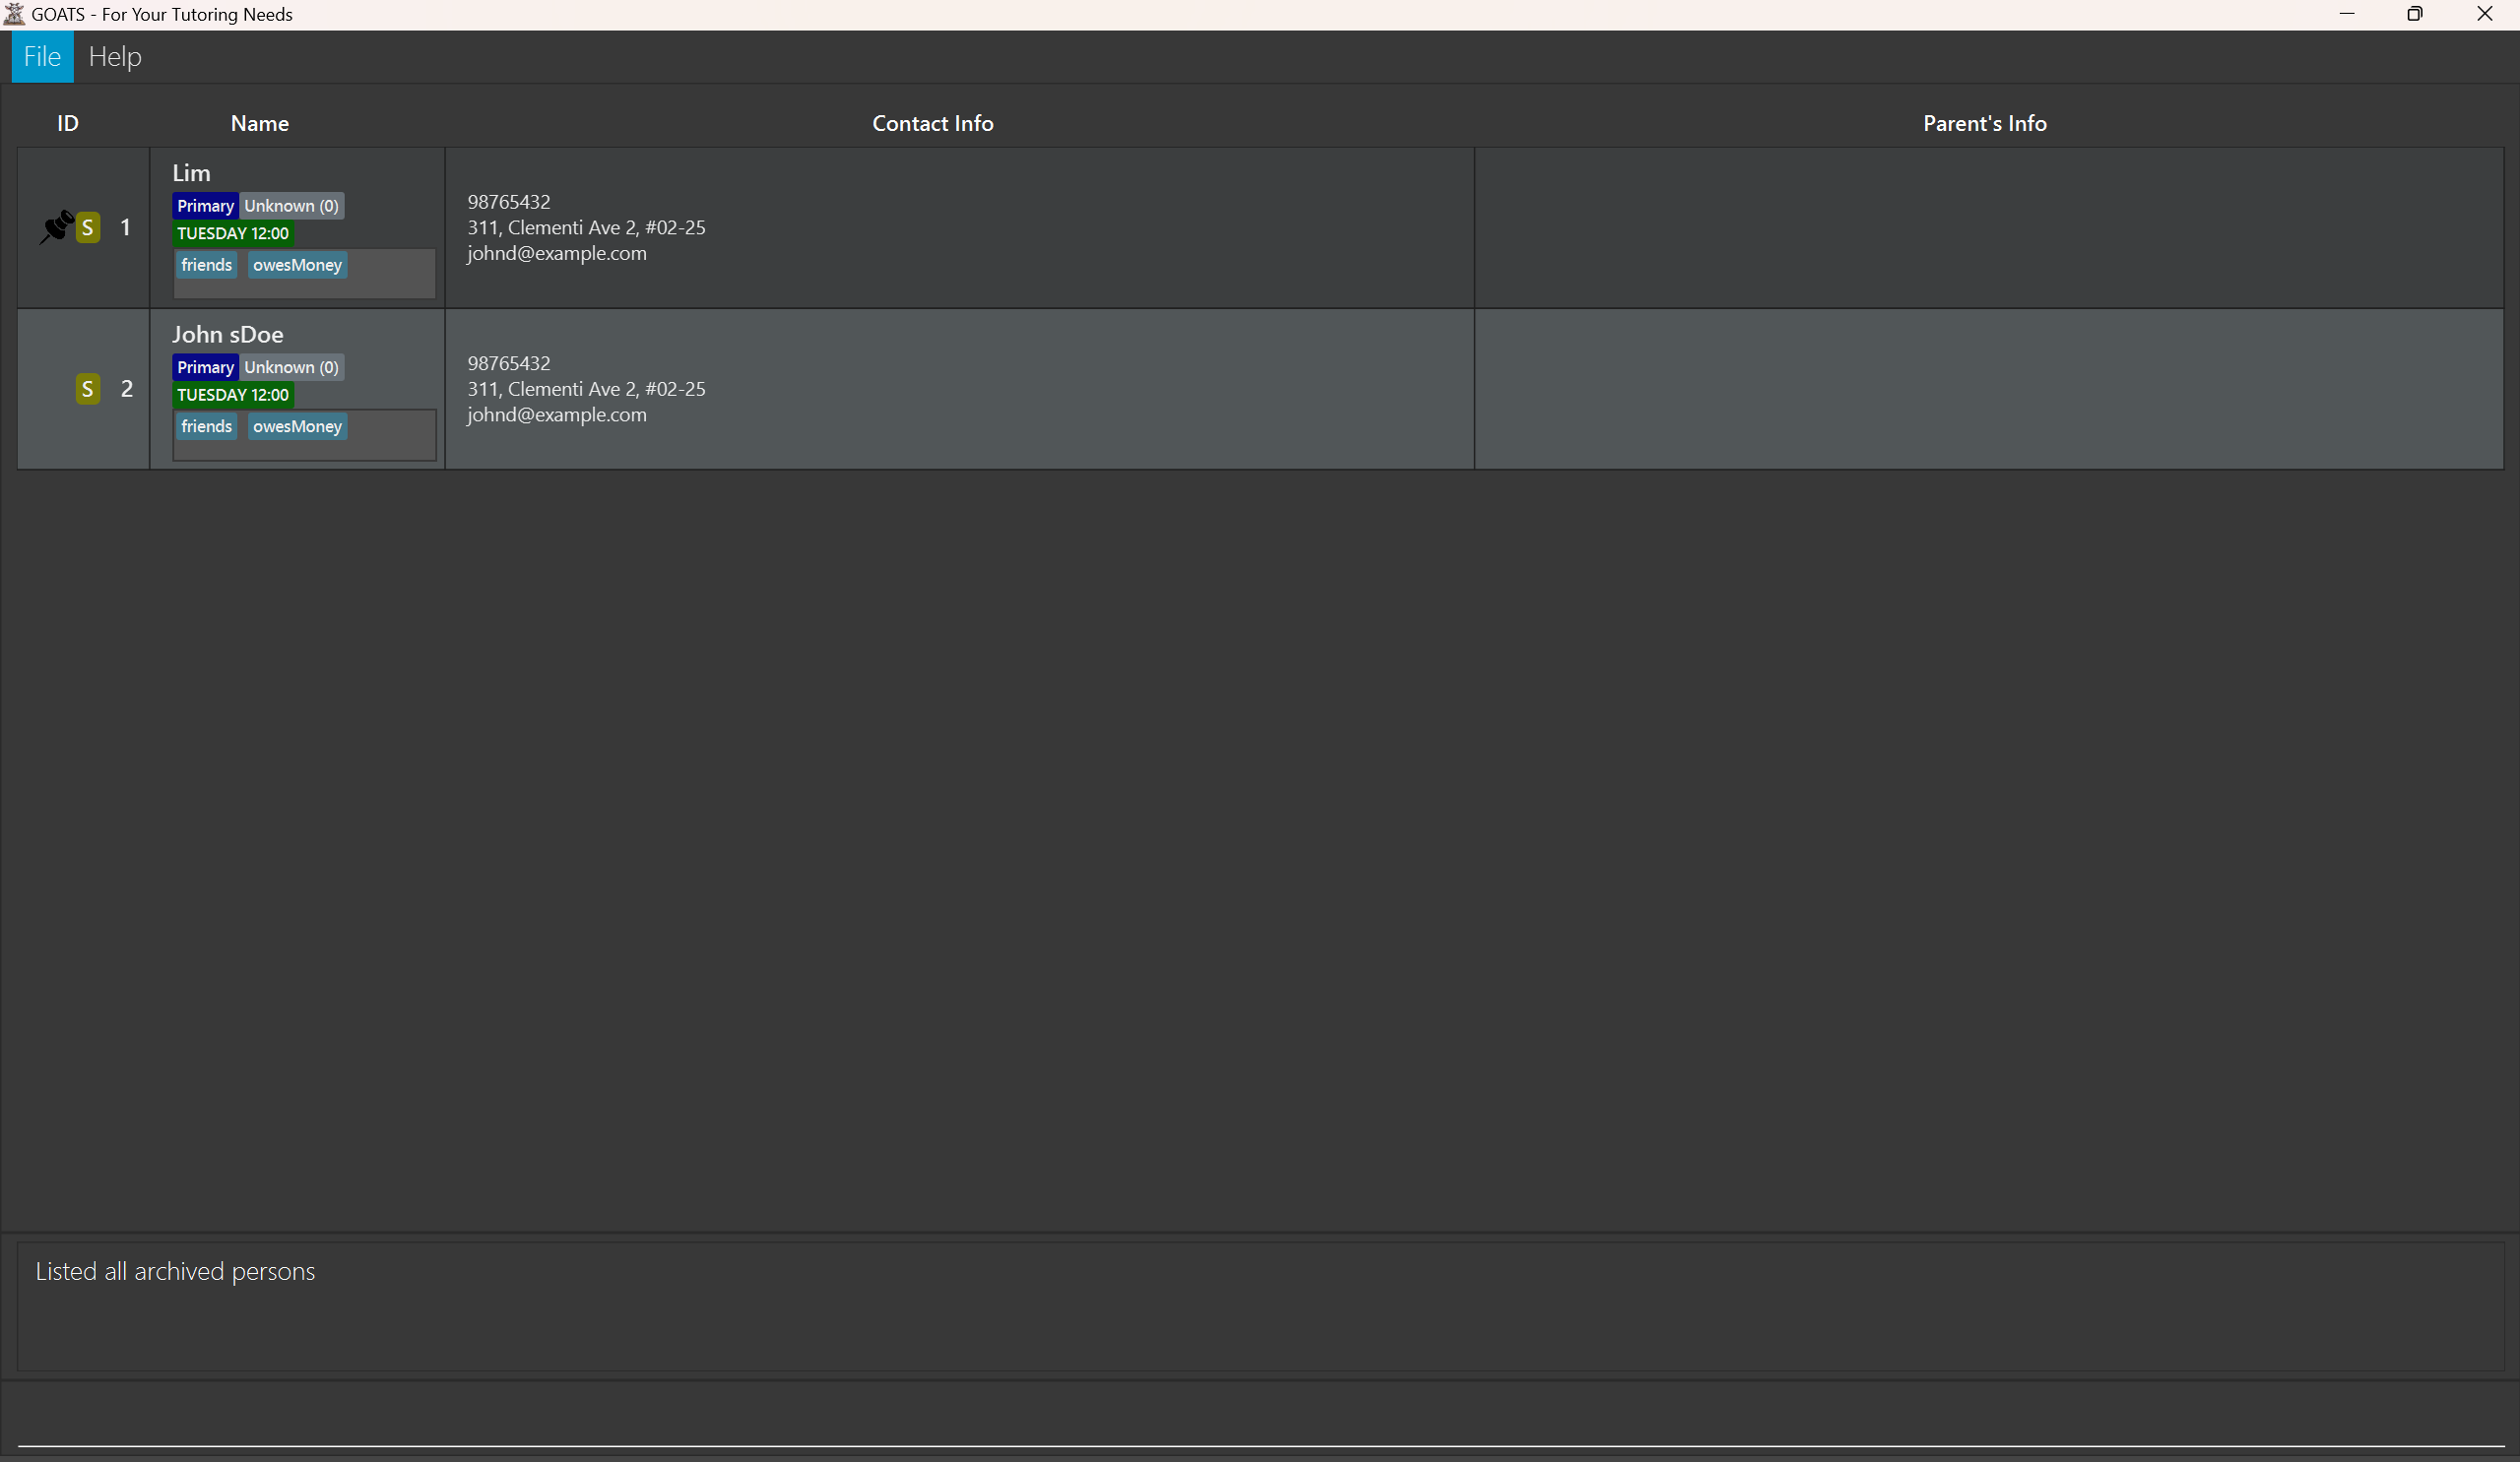 GOATS - For Your Tutoring Needs
File Help
ID Name Contact Info Parent's Info
S 1
Lim
Primary Unknown (0)
TUESDAY 12:00
friends owesMoney
98765432
311, Clementi Ave 2, #02-25
johnd@example.com
S 2
John sDoe
Primary Unknown (0)
TUESDAY 12:00
friends owesMoney
98765432
311, Clementi Ave 2, #02-25
johnd@example.com
Listed all archived persons